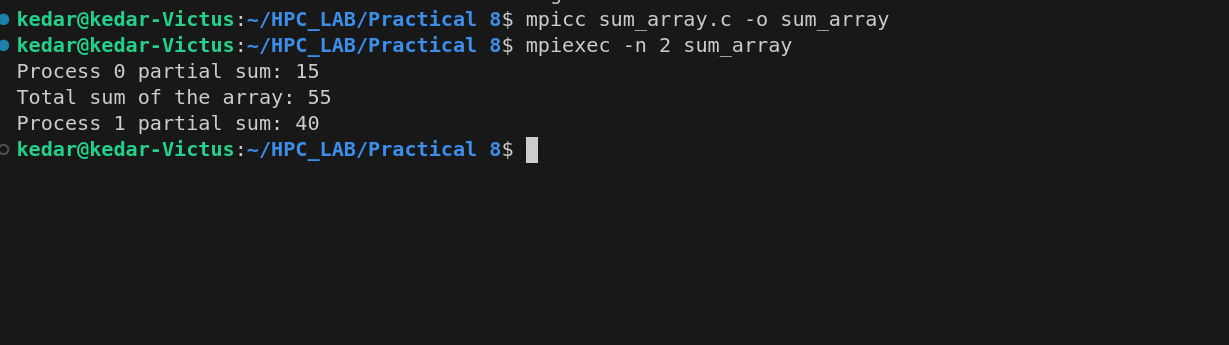 kedar@kedar-Victus:~/HPC_LAB/Practical 8$ mpicc sum_array.c -o sum_array
kedar@kedar-Victus:~/HPC_LAB/Practical 8$ mpiexec -n 2 sum_array
Process 0 partial sum: 15
Total sum of the array: 55
Process 1 partial sum: 40
kedar@kedar-Victus:~/HPC_LAB/Practical 8$